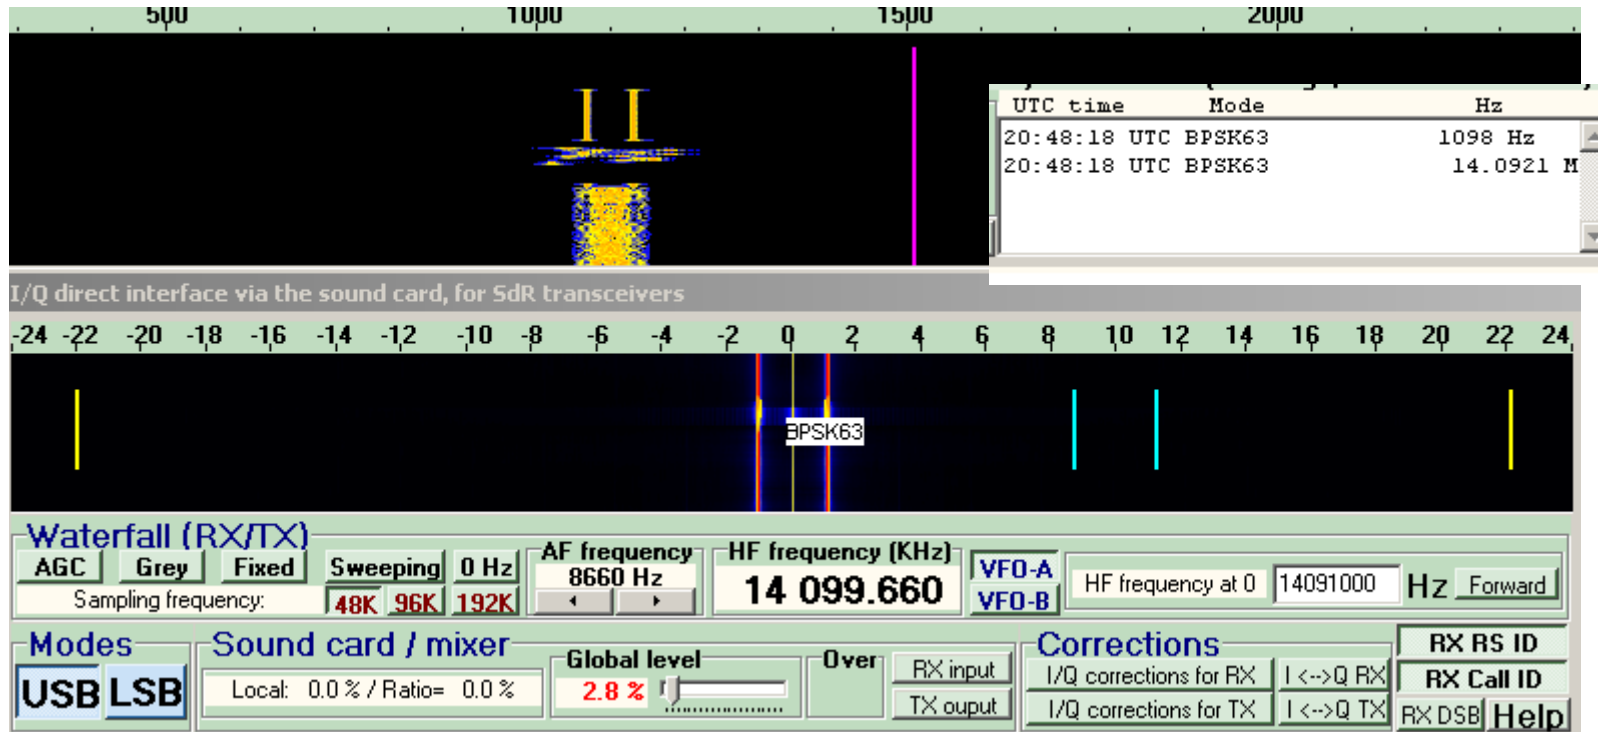 500 1000 1500 2000
UTC time Mode Hz
20:48:18 UTC BPSK63 1098 Hz
20:48:18 UTC BPSK63 14.0921 M
I/Q direct interface via the sound card, for SdR transceivers
-24 -22 -20 -18 -16 -14 -12 -10 -8 -6 -4 -2 0 2 4 6 8 10 12 14 16 18 20 22 24
BPSK63
Waterfall (RX/TX)
AGC Grey Fixed Sweeping 0 Hz
Sampling frequency: 48K 96K 192K
AF frequency
8660 Hz
HF frequency (KHz)
14 099.660
VFO-A
VFO-B
HF frequency at 0 14091000 Hz Forward
Modes
USB LSB
Sound card / mixer
Local: 0.0 % / Ratio= 0.0 %
Global level
2.8 %
Over
RX input
TX ouput
Corrections
I/Q corrections for RX I <-->Q RX
I/Q corrections for TX I <-->Q TX
RX RS ID
RX Call ID
RX DSB Help